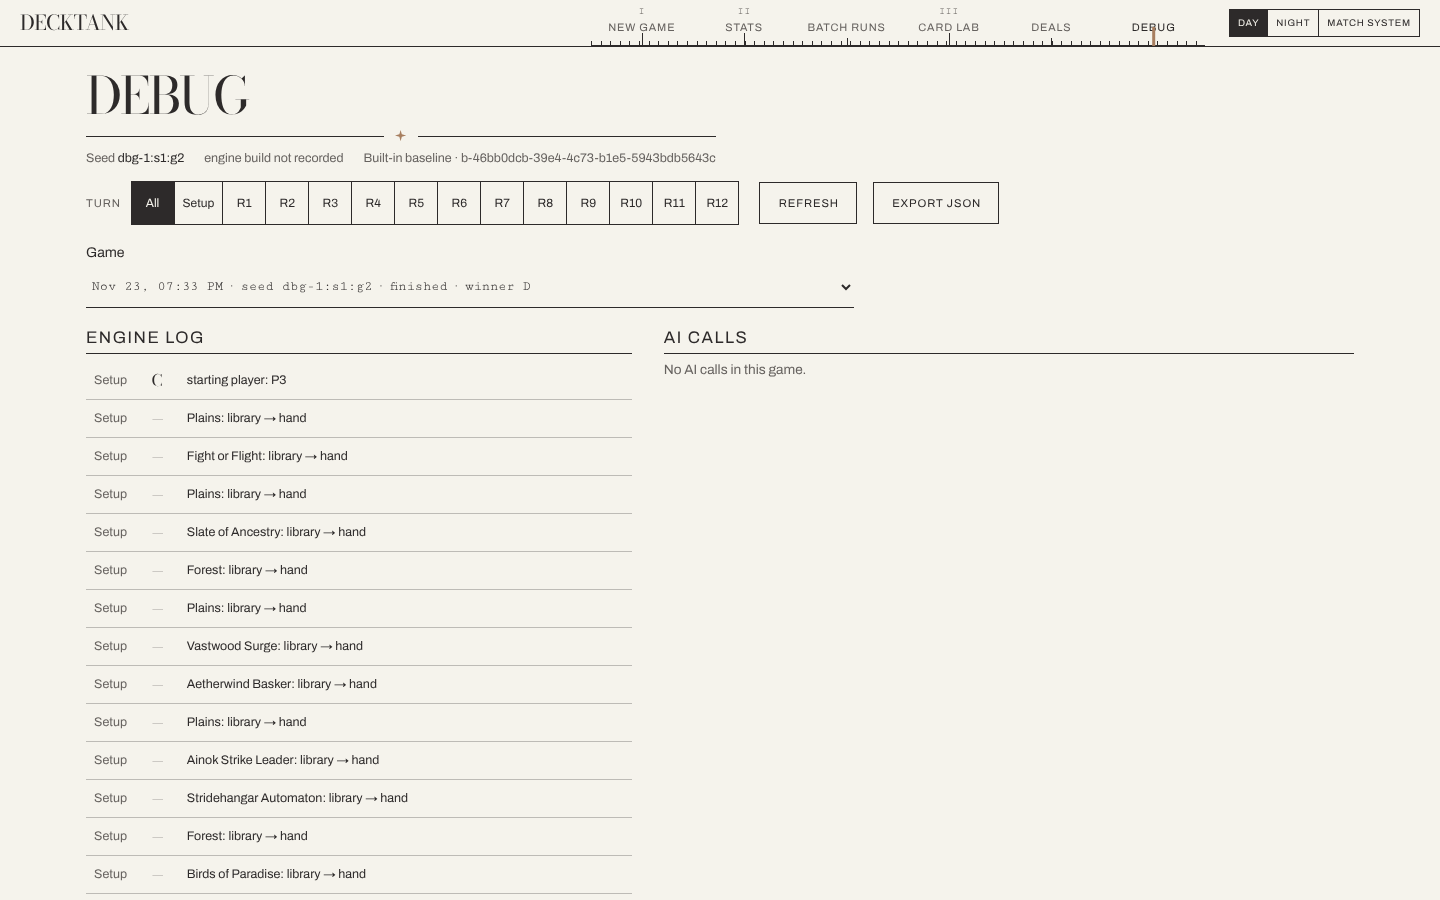 DECKTANK
I II III
NEW GAME STATS BATCH RUNS CARD LAB DEALS DEBUG
DAY NIGHT MATCH SYSTEM
DEBUG
Seed dbg-1:s1:g2 engine build not recorded Built-in baseline · b-46bb0dcb-39e4-4c73-b1e5-5943bdb5643c
TURN All Setup R1 R2 R3 R4 R5 R6 R7 R8 R9 R10 R11 R12 REFRESH EXPORT JSON
Game
Nov 23, 07:33 PM · seed dbg-1:s1:g2 · finished · winner D
ENGINE LOG
Setup C starting player: P3
Setup — Plains: library → hand
Setup — Fight or Flight: library → hand
Setup — Plains: library → hand
Setup — Slate of Ancestry: library → hand
Setup — Forest: library → hand
Setup — Plains: library → hand
Setup — Vastwood Surge: library → hand
Setup — Aetherwind Basker: library → hand
Setup — Plains: library → hand
Setup — Ainok Strike Leader: library → hand
Setup — Stridehangar Automaton: library → hand
Setup — Forest: library → hand
Setup — Birds of Paradise: library → hand
AI CALLS
No AI calls in this game.